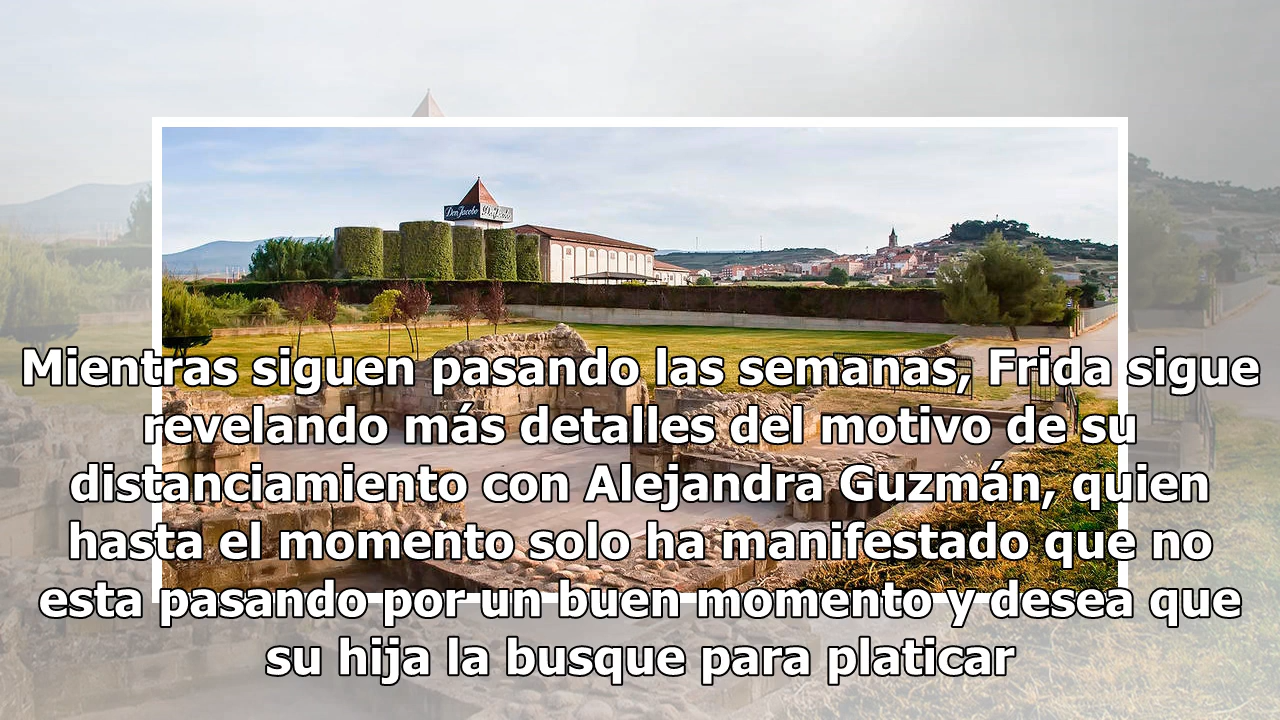 Don Jacobo
Mientras siguen pasando las semanas, Frida sigue
revelando más detalles del motivo de su
distanciamiento con Alejandra Guzmán, quien
hasta el momento solo ha manifestado que no
esta pasando por un buen momento y desea que
su hija la busque para platicar